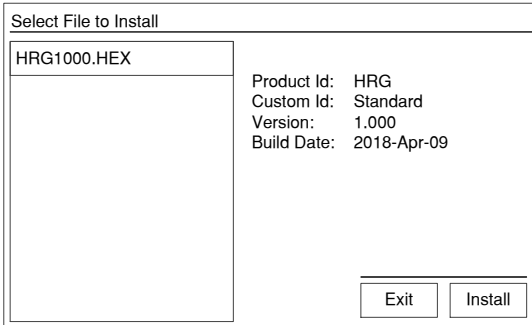 Select File to Install
HRG1000.HEX
Product Id: HRG
Custom Id: Standard
Version: 1.000
Build Date: 2018-Apr-09
Exit
Install